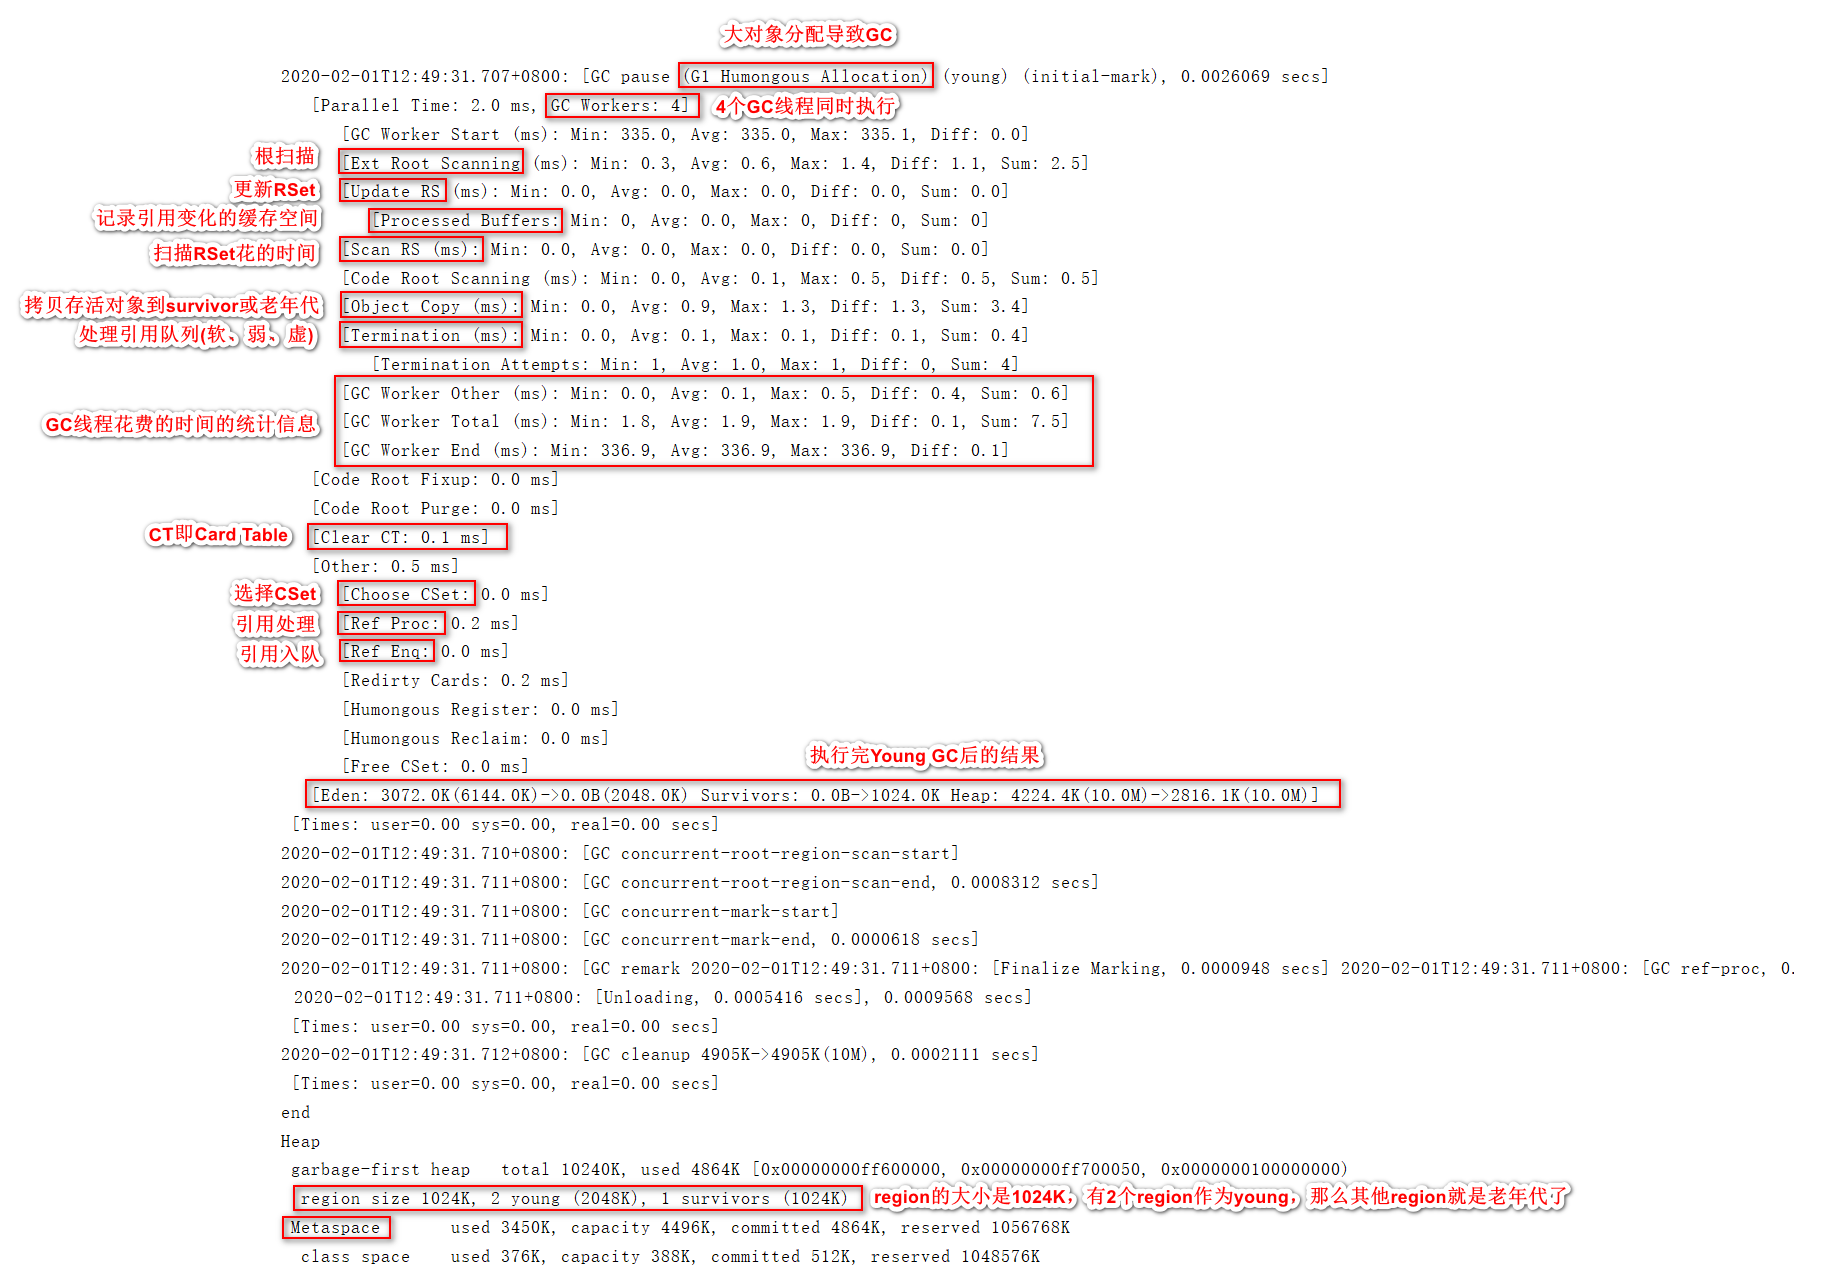 大对象分配导致GC
2020-02-01T12:49:31.707+0800: [GC pause (G1 Humongous Allocation) (young) (initial-mark), 0.0026069 secs]
[Parallel Time: 2.0 ms, GC Workers: 4] 4个GC线程同时执行
[GC Worker Start (ms): Min: 335.0, Avg: 335.0, Max: 335.1, Diff: 0.0]
根扫描 [Ext Root Scanning (ms): Min: 0.3, Avg: 0.6, Max: 1.4, Diff: 1.1, Sum: 2.5]
更新RSet [Update RS (ms): Min: 0.0, Avg: 0.0, Max: 0.0, Diff: 0.0, Sum: 0.0]
记录引用变化的缓存空间 [Processed Buffers: Min: 0, Avg: 0.0, Max: 0, Diff: 0, Sum: 0]
扫描RSet花的时间 [Scan RS (ms): Min: 0.0, Avg: 0.0, Max: 0.0, Diff: 0.0, Sum: 0.0]
[Code Root Scanning (ms): Min: 0.0, Avg: 0.1, Max: 0.5, Diff: 0.5, Sum: 0.5]
拷贝存活对象到survivor或老年代 [Object Copy (ms): Min: 0.0, Avg: 0.9, Max: 1.3, Diff: 1.3, Sum: 3.4]
处理引用队列(软、弱、虚) [Termination (ms): Min: 0.0, Avg: 0.1, Max: 0.1, Diff: 0.1, Sum: 0.4]
[Termination Attempts: Min: 1, Avg: 1.0, Max: 1, Diff: 0, Sum: 4]
[GC Worker Other (ms): Min: 0.0, Avg: 0.1, Max: 0.5, Diff: 0.4, Sum: 0.6]
GC线程花费的时间的统计信息 [GC Worker Total (ms): Min: 1.8, Avg: 1.9, Max: 1.9, Diff: 0.1, Sum: 7.5]
[GC Worker End (ms): Min: 336.9, Avg: 336.9, Max: 336.9, Diff: 0.1]
[Code Root Fixup: 0.0 ms]
[Code Root Purge: 0.0 ms]
CT即Card Table [Clear CT: 0.1 ms]
[Other: 0.5 ms]
选择CSet [Choose CSet: 0.0 ms]
引用处理 [Ref Proc: 0.2 ms]
引用入队 [Ref Enq: 0.0 ms]
[Redirty Cards: 0.2 ms]
[Humongous Register: 0.0 ms]
[Humongous Reclaim: 0.0 ms]
执行完Young GC后的结果
[Free CSet: 0.0 ms]
[Eden: 3072.0K(6144.0K)->0.0B(2048.0K) Survivors: 0.0B->1024.0K Heap: 4224.4K(10.0M)->2816.1K(10.0M)]
[Times: user=0.00 sys=0.00, real=0.00 secs]
2020-02-01T12:49:31.710+0800: [GC concurrent-root-region-scan-start]
2020-02-01T12:49:31.711+0800: [GC concurrent-root-region-scan-end, 0.0008312 secs]
2020-02-01T12:49:31.711+0800: [GC concurrent-mark-start]
2020-02-01T12:49:31.711+0800: [GC concurrent-mark-end, 0.0000618 secs]
2020-02-01T12:49:31.711+0800: [GC remark 2020-02-01T12:49:31.711+0800: [Finalize Marking, 0.0000948 secs] 2020-02-01T12:49:31.711+0800: [GC ref-proc, 0.
2020-02-01T12:49:31.711+0800: [Unloading, 0.0005416 secs], 0.0009568 secs]
[Times: user=0.00 sys=0.00, real=0.00 secs]
2020-02-01T12:49:31.712+0800: [GC cleanup 4905K->4905K(10M), 0.0002111 secs]
[Times: user=0.00 sys=0.00, real=0.00 secs]
end
Heap
garbage-first heap total 10240K, used 4864K [0x00000000ff600000, 0x00000000ff700050, 0x0000000100000000)
region size 1024K, 2 young (2048K), 1 survivors (1024K) region的大小是1024K，有2个region作为young，那么其他region就是老年代了
Metaspace used 3450K, capacity 4496K, committed 4864K, reserved 1056768K
class space used 376K, capacity 388K, committed 512K, reserved 1048576K